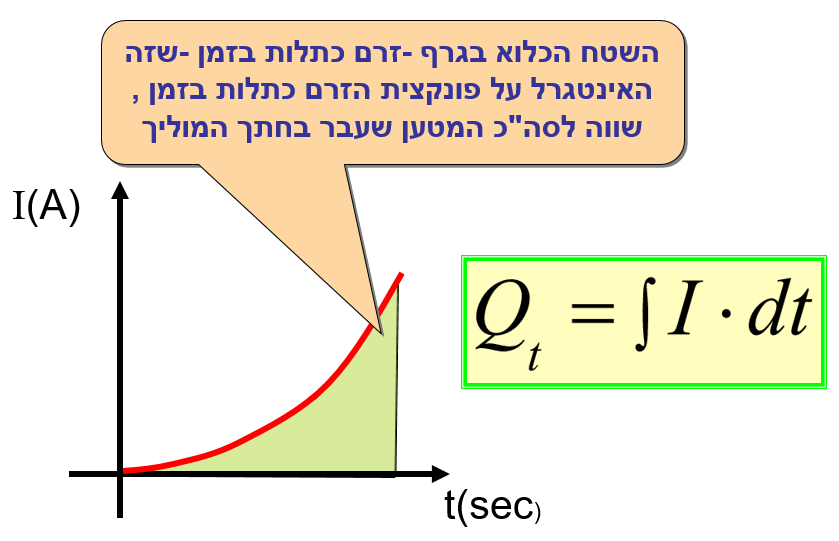 השטח הכלוא בגרף -זרם כתלות בזמן -שזה
האינטגרל על פונקצית הזרם כתלות בזמן ,
שווה לסה"כ המטען שעבר בחתך המוליך
I(A)
Q_t = ∫ I · dt
t(sec)